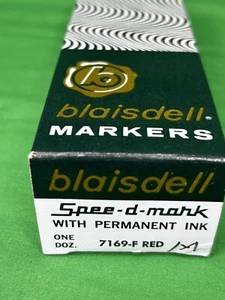 b
blaisdell®
MARKERS
blaisdell
Spee-d-mark
WITH PERMANENT INK
ONE
DOZ.
7169-F RED